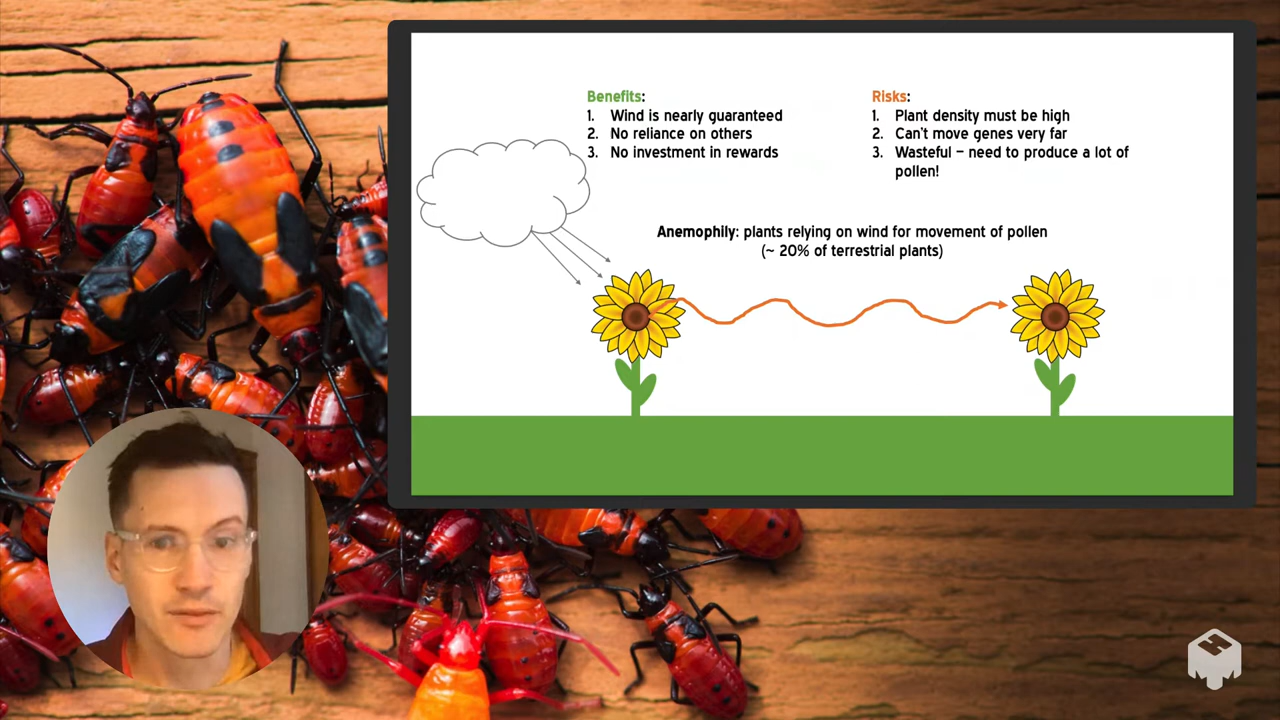 Benefits:
1. Wind is nearly guaranteed
2. No reliance on others
3. No investment in rewards
Risks:
1. Plant density must be high
2. Can't move genes very far
3. Wasteful – need to produce a lot of
pollen!
Anemophily: plants relying on wind for movement of pollen
(~ 20% of terrestrial plants)